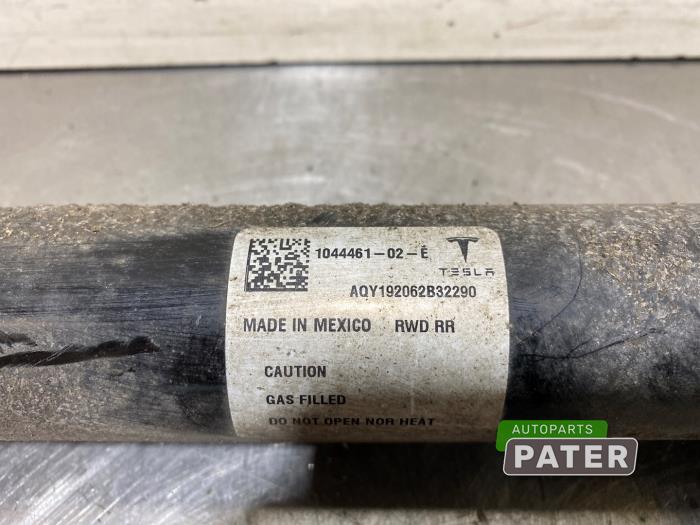 1044461-02-E
TESLA
AQY192062B32290
MADE IN MEXICO RWD RR
CAUTION
GAS FILLED
DO NOT OPEN NOR HEAT
AUTOPARTS
PATER